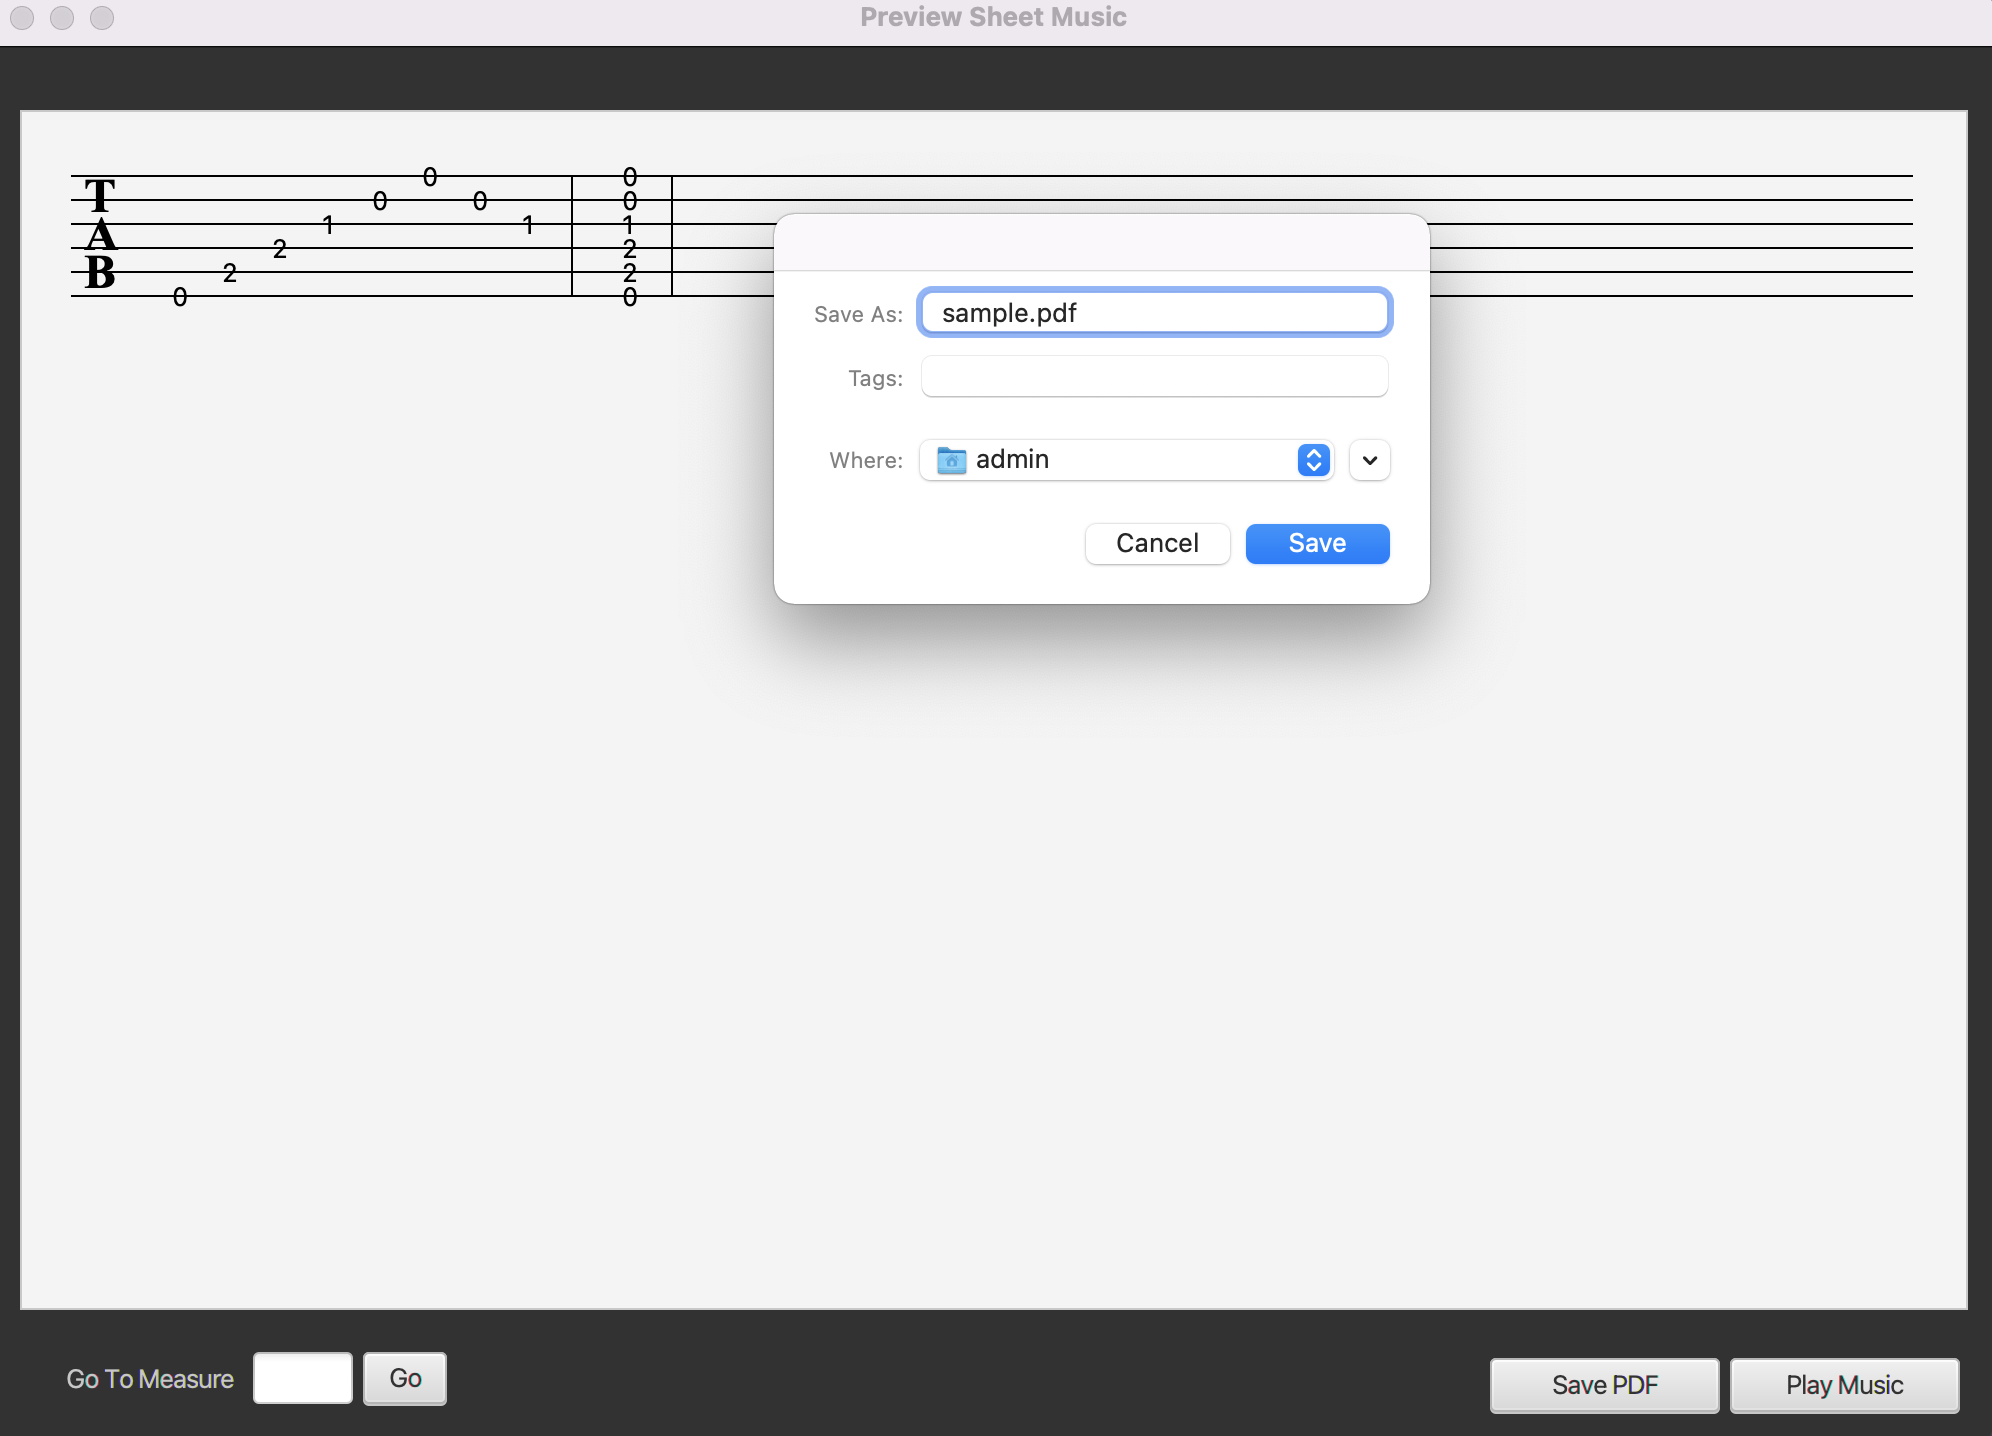 Preview Sheet Music
T
A
B
0 2 2 1 0 0 0 1
0
0
1
2
2
0
Save As: sample.pdf
Tags:
Where: admin
Cancel Save
Go To Measure Go
Save PDF Play Music